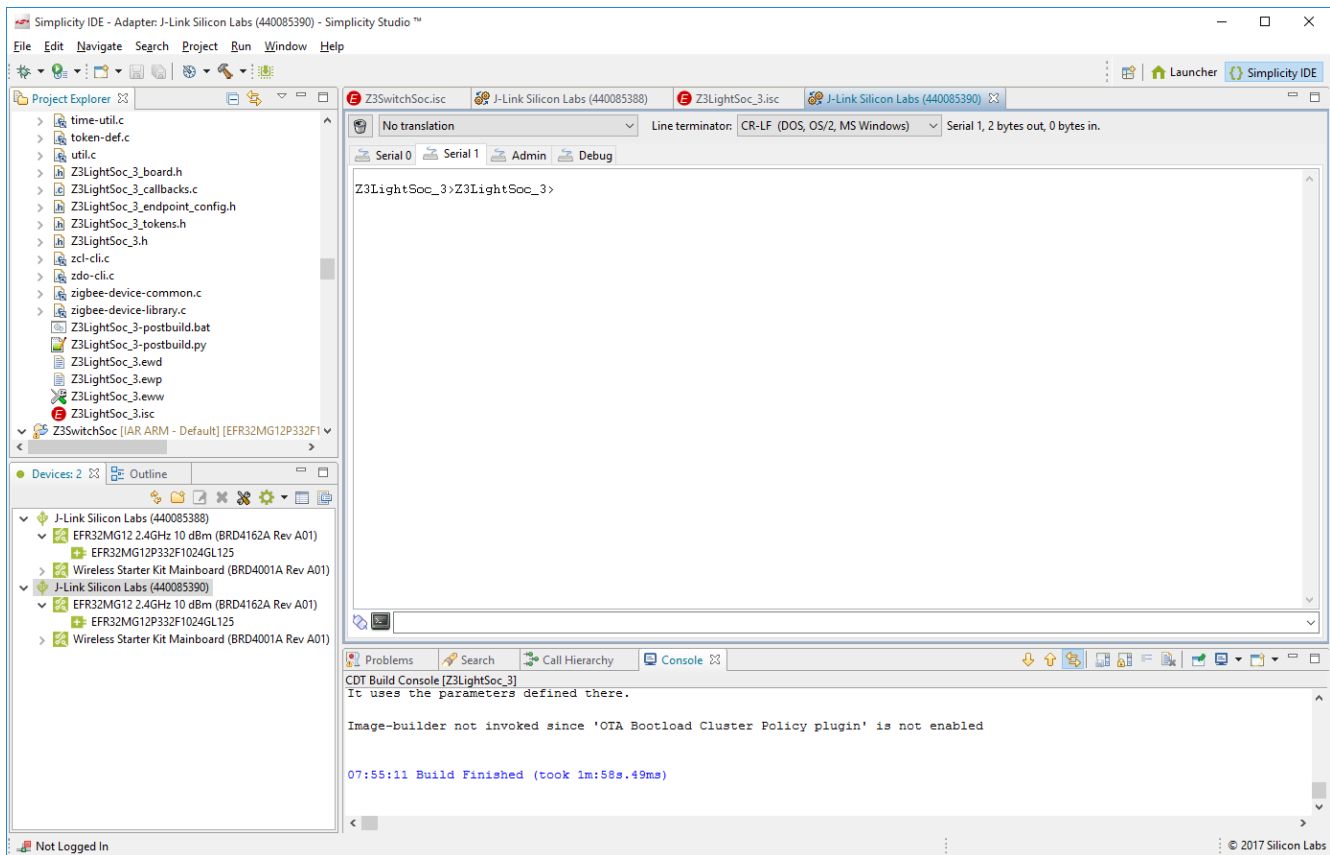 Simplicity IDE - Adapter: J-Link Silicon Labs (440085390) - Simplicity Studio ™
File Edit Navigate Search Project Run Window Help
Launcher Simplicity IDE
Project Explorer
time-util.c
token-def.c
util.c
Z3LightSoc_3_board.h
Z3LightSoc_3_callbacks.c
Z3LightSoc_3_endpoint_config.h
Z3LightSoc_3_tokens.h
Z3LightSoc_3.h
zcl-cli.c
zdo-cli.c
zigbee-device-common.c
zigbee-device-library.c
Z3LightSoc_3-postbuild.bat
Z3LightSoc_3-postbuild.py
Z3LightSoc_3.ewd
Z3LightSoc_3.ewp
Z3LightSoc_3.eww
Z3LightSoc_3.isc
Z3SwitchSoc [IAR ARM - Default] [EFR32MG12P332F1
Devices: 2 Outline
J-Link Silicon Labs (440085388)
EFR32MG12 2.4GHz 10 dBm (BRD4162A Rev A01)
EFR32MG12P332F1024GL125
Wireless Starter Kit Mainboard (BRD4001A Rev A01)
J-Link Silicon Labs (440085390)
EFR32MG12 2.4GHz 10 dBm (BRD4162A Rev A01)
EFR32MG12P332F1024GL125
Wireless Starter Kit Mainboard (BRD4001A Rev A01)
Z3SwitchSoc.isc J-Link Silicon Labs (440085388) Z3LightSoc_3.isc J-Link Silicon Labs (440085390)
No translation Line terminator: CR-LF (DOS, OS/2, MS Windows) Serial 1, 2 bytes out, 0 bytes in.
Serial 0 Serial 1 Admin Debug
Z3LightSoc_3>Z3LightSoc_3>
Problems Search Call Hierarchy Console
CDT Build Console [Z3LightSoc_3]
It uses the parameters defined there.
Image-builder not invoked since 'OTA Bootload Cluster Policy plugin' is not enabled
07:55:11 Build Finished (took 1m:58s.49ms)
Not Logged In
© 2017 Silicon Labs